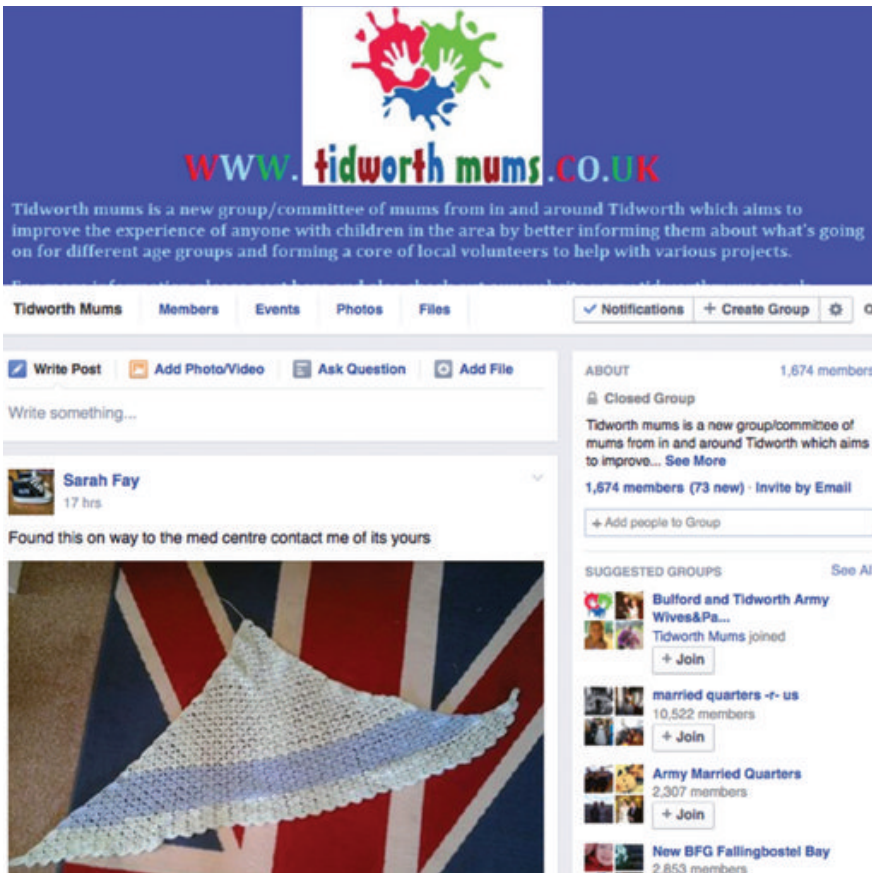 WWW. tidworth mums .CO.UK
Tidworth mums is a new group/committee of mums from in and around Tidworth which aims to
improve the experience of anyone with children in the area by better informing them about what's going
on for different age groups and forming a core of local volunteers to help with various projects.
Tidworth Mums Members Events Photos Files Notifications + Create Group
Write Post Add Photo/Video Ask Question Add File
Write something...
Sarah Fay
17 hrs
Found this on way to the med centre contact me of its yours
ABOUT 1,674 members
Closed Group
Tidworth mums is a new group/committee of
mums from in and around Tidworth which aims
to improve... See More
1,674 members (73 new) · Invite by Email
+ Add people to Group
SUGGESTED GROUPS See Al
Bulford and Tidworth Army
Wives&Pa...
Tidworth Mums joined
+ Join
married quarters -r- us
10,522 members
+ Join
Army Married Quarters
2,307 members
+ Join
New BFG Fallingbostel Bay
2,853 members